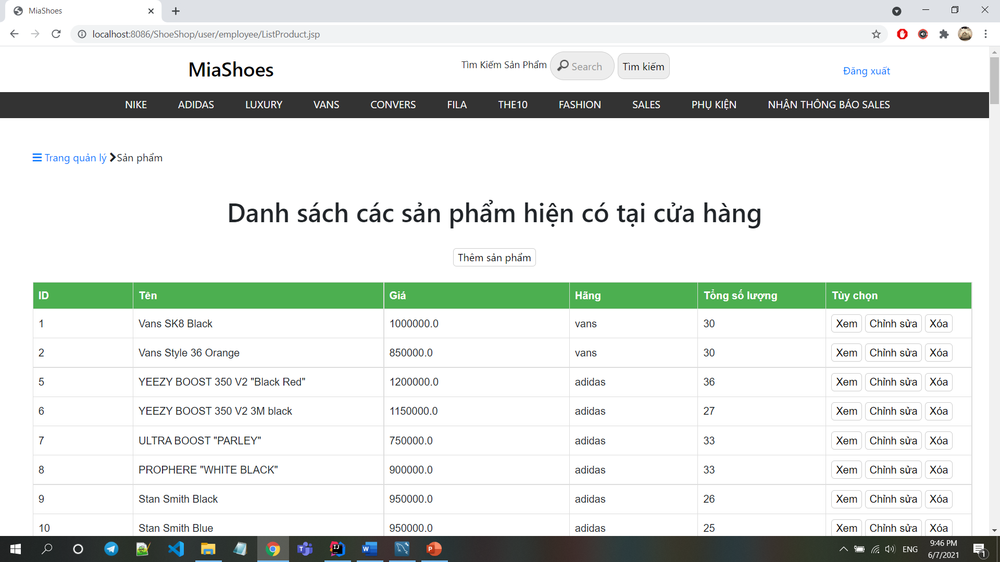 MiaShoes
localhost:8086/ShoeShop/user/employee/ListProduct.jsp
MiaShoes
Tìm Kiếm Sản Phẩm Search Tìm kiếm
Đăng xuất
NIKE ADIDAS LUXURY VANS CONVERS FILA THE10 FASHION SALES PHỤ KIỆN NHẬN THÔNG BÁO SALES
Trang quản lý Sản phẩm
Danh sách các sản phẩm hiện có tại cửa hàng
Thêm sản phẩm
ID Tên Giá Hãng Tổng số lượng Tùy chọn
1 Vans SK8 Black 1000000.0 vans 30 Xem Chỉnh sửa Xóa
2 Vans Style 36 Orange 850000.0 vans 30 Xem Chỉnh sửa Xóa
5 YEEZY BOOST 350 V2 "Black Red" 1200000.0 adidas 36 Xem Chỉnh sửa Xóa
6 YEEZY BOOST 350 V2 3M black 1150000.0 adidas 27 Xem Chỉnh sửa Xóa
7 ULTRA BOOST "PARLEY" 750000.0 adidas 33 Xem Chỉnh sửa Xóa
8 PROPHERE "WHITE BLACK" 900000.0 adidas 33 Xem Chỉnh sửa Xóa
9 Stan Smith Black 950000.0 adidas 26 Xem Chỉnh sửa Xóa
10 Stan Smith Blue 950000.0 adidas 25 Xem Chỉnh sửa Xóa
ENG
9:46 PM
6/7/2021
1